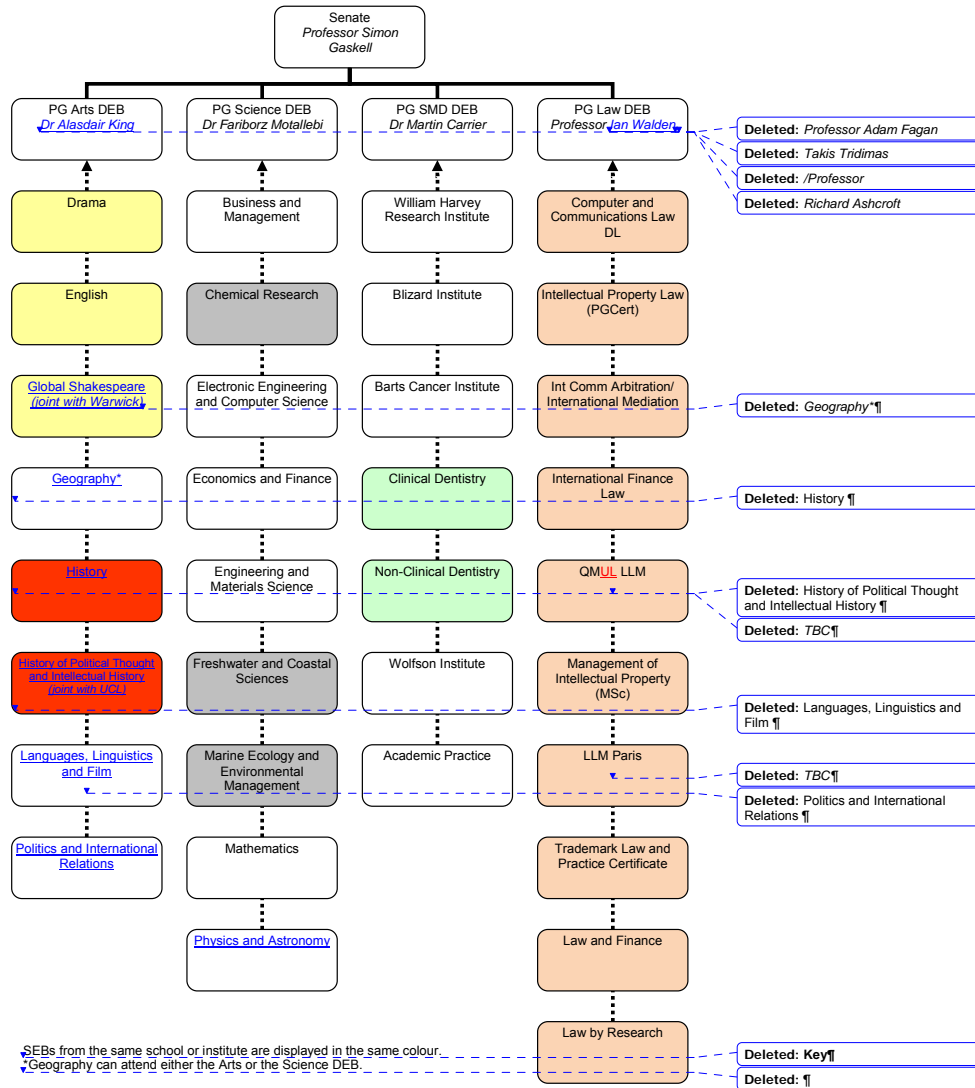 Senate
Professor Simon
Gaskell
PG Arts DEB
Dr Alasdair King
PG Science DEB
Dr Fariborz Motallebi
PG SMD DEB
Dr Martin Carrier
PG Law DEB
Professor Ian Walden
Deleted: Professor Adam Fagan
Deleted: Takis Tridimas
Deleted: /Professor
Deleted: Richard Ashcroft
Drama
Business and
Management
William Harvey
Research Institute
Computer and
Communications Law
DL
English
Chemical Research
Blizard Institute
Intellectual Property Law
(PGCert)
Global Shakespeare
(joint with Warwick)
Electronic Engineering
and Computer Science
Barts Cancer Institute
Int Comm Arbitration/
International Mediation
Deleted: Geography*¶
Geography*
Economics and Finance
Clinical Dentistry
International Finance
Law
Deleted: History ¶
History
Engineering and
Materials Science
Non-Clinical Dentistry
QMUL LLM
Deleted: History of Political Thought
and Intellectual History ¶
Deleted: TBC¶
History of Political Thought
and Intellectual History
(joint with UCL)
Freshwater and Coastal
Sciences
Wolfson Institute
Management of
Intellectual Property
(MSc)
Deleted: Languages, Linguistics and
Film ¶
Languages, Linguistics
and Film
Marine Ecology and
Environmental
Management
Academic Practice
LLM Paris
Deleted: TBC¶
Deleted: Politics and International
Relations ¶
Politics and International
Relations
Mathematics
Trademark Law and
Practice Certificate
Physics and Astronomy
Law and Finance
Law by Research
SEBs from the same school or institute are displayed in the same colour.
*Geography can attend either the Arts or the Science DEB.
Deleted: Key¶
Deleted: ¶